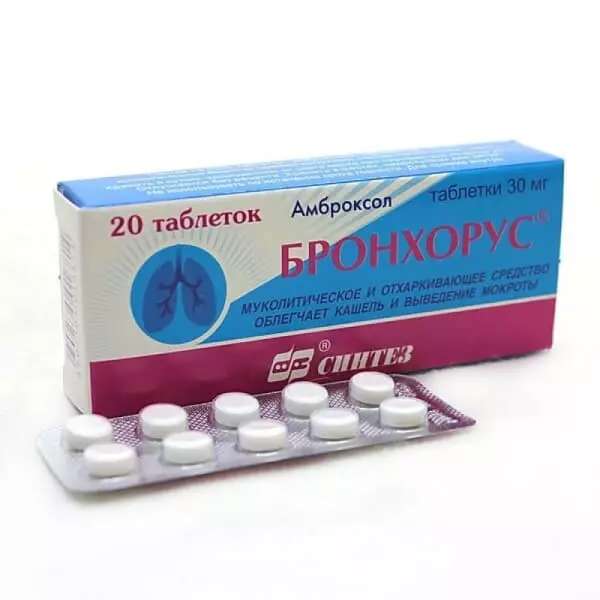 20 таблеток
Амброксол
таблетки 30 мг
БРОНХОРУС®
МУКОЛИТИЧЕСКОЕ И ОТХАРКИВАЮЩЕЕ СРЕДСТВО
ОБЛЕГЧАЕТ КАШЕЛЬ И ВЫВЕДЕНИЕ МОКРОТЫ
® СИНТЕЗ